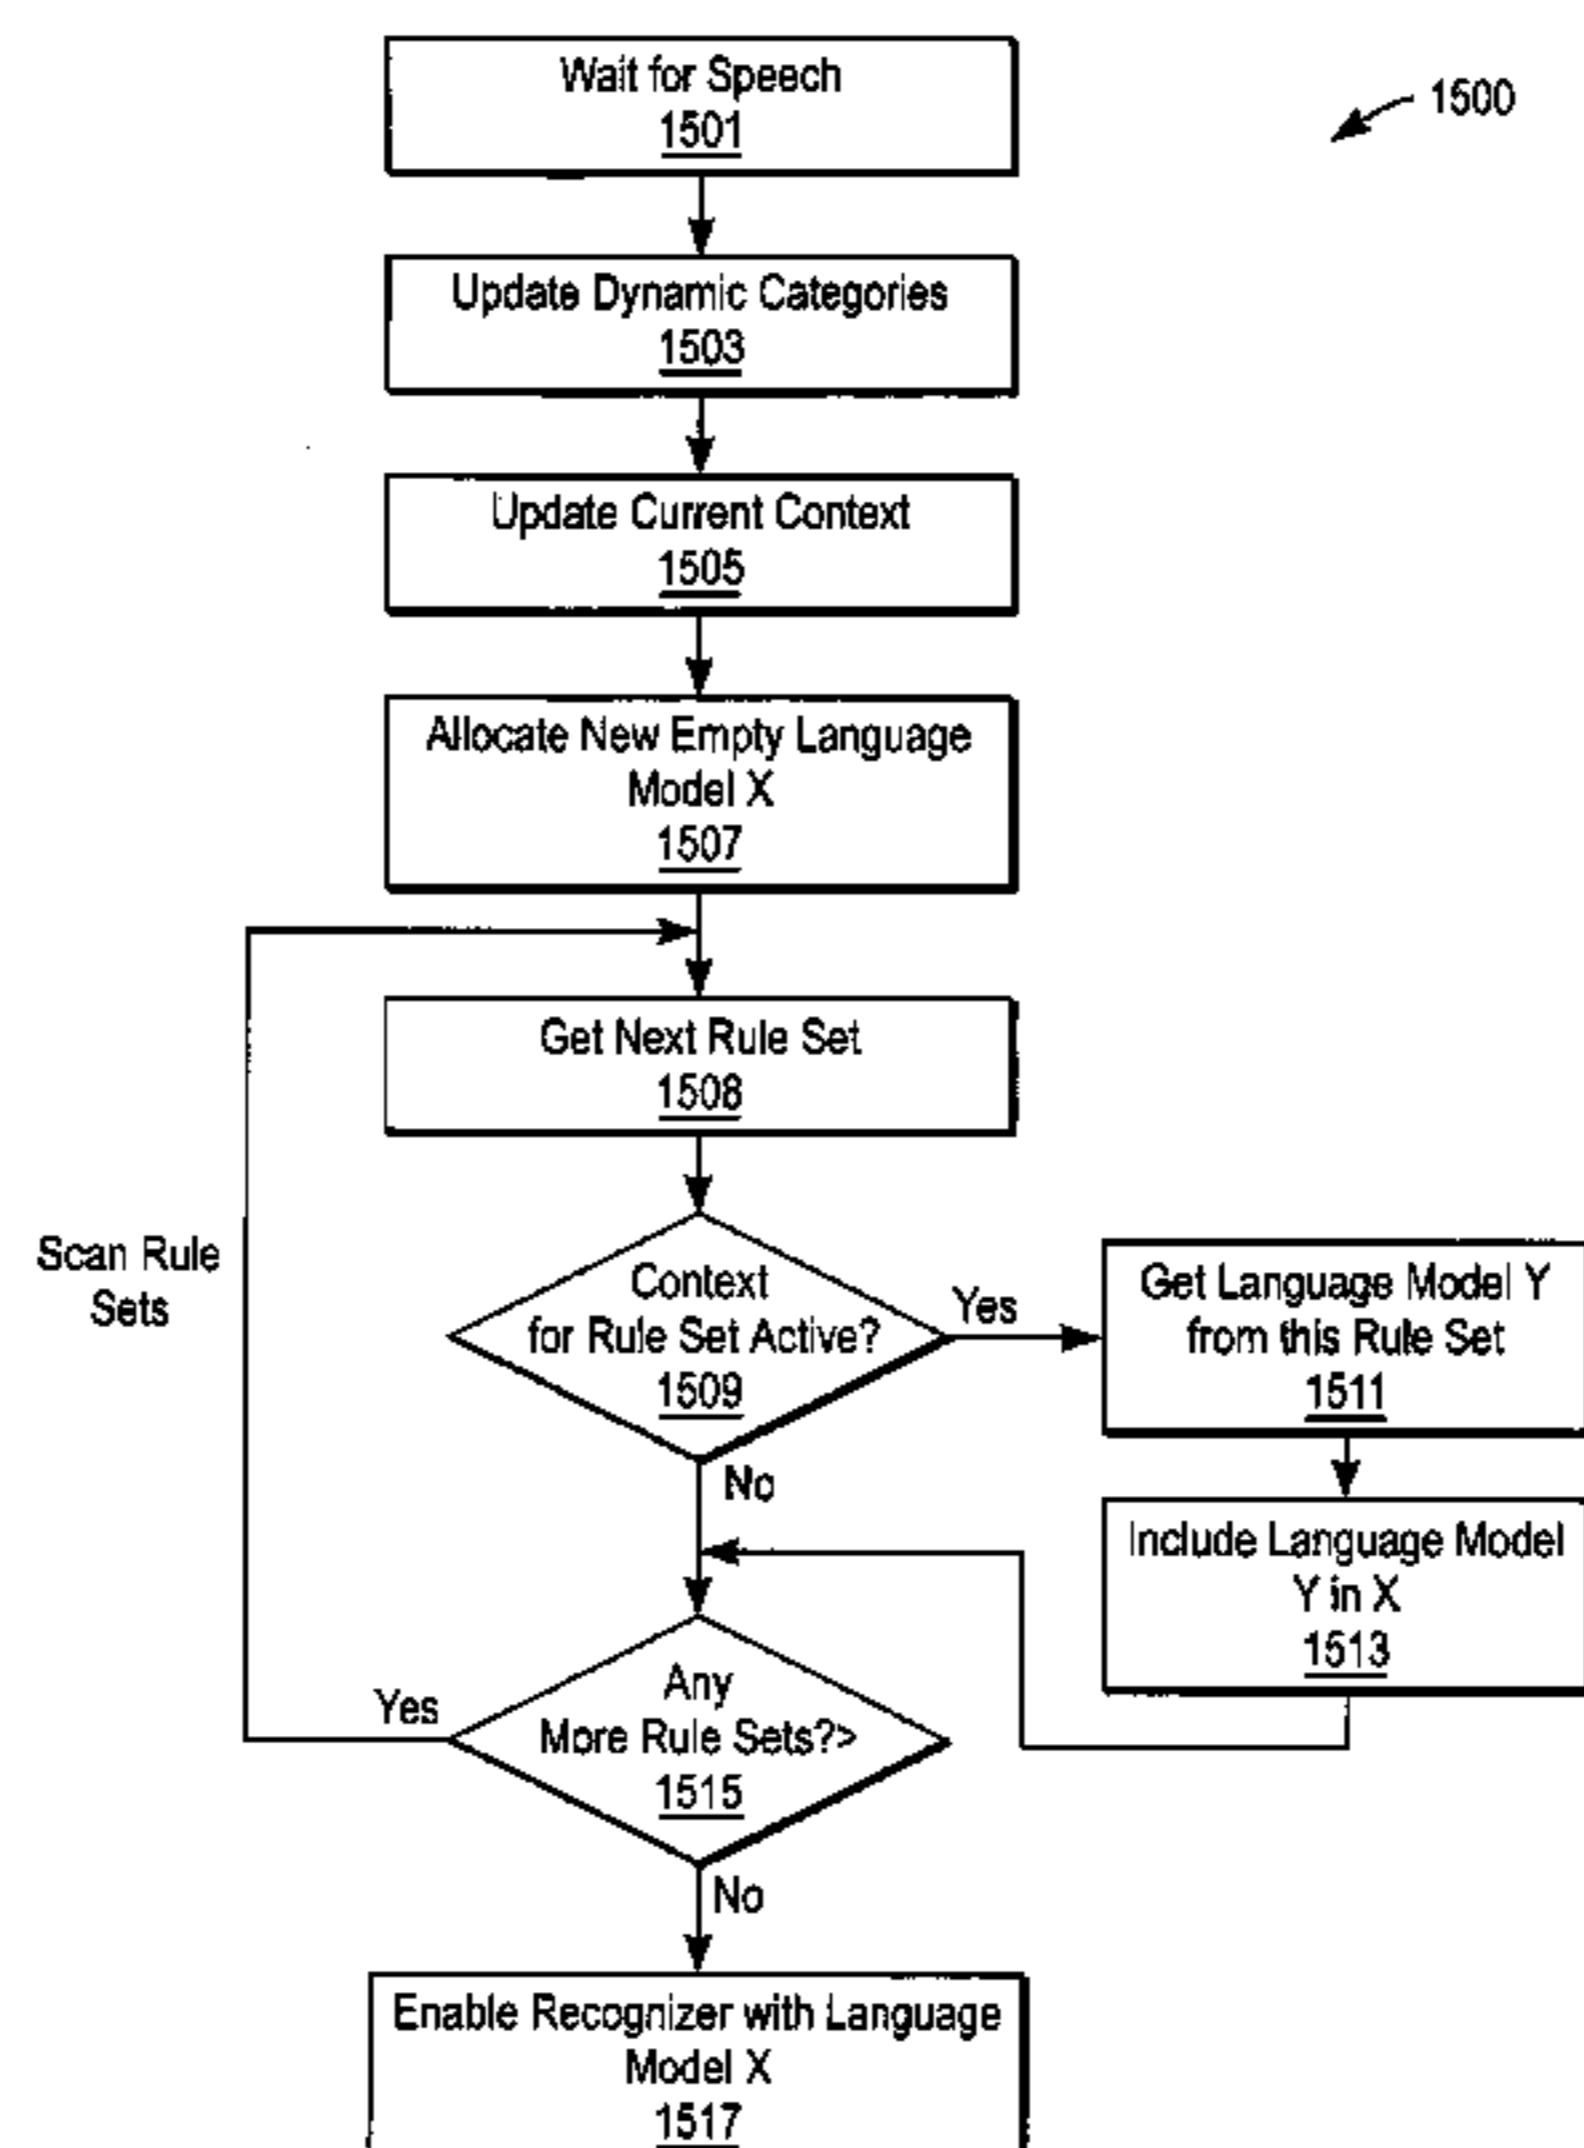 Wait for Speech
1501
1500
Update Dynamic Categories
1503
Update Current Context
1505
Allocate New Empty Language
Model X
1507
Get Next Rule Set
1508
Scan Rule
Sets
Context
for Rule Set Active?
1509
Yes
Get Language Model Y
from this Rule Set
1511
No
Include Language Model
Y in X
1513
Any
More Rule Sets?>
1515
Yes
No
Enable Recognizer with Language
Model X
1517